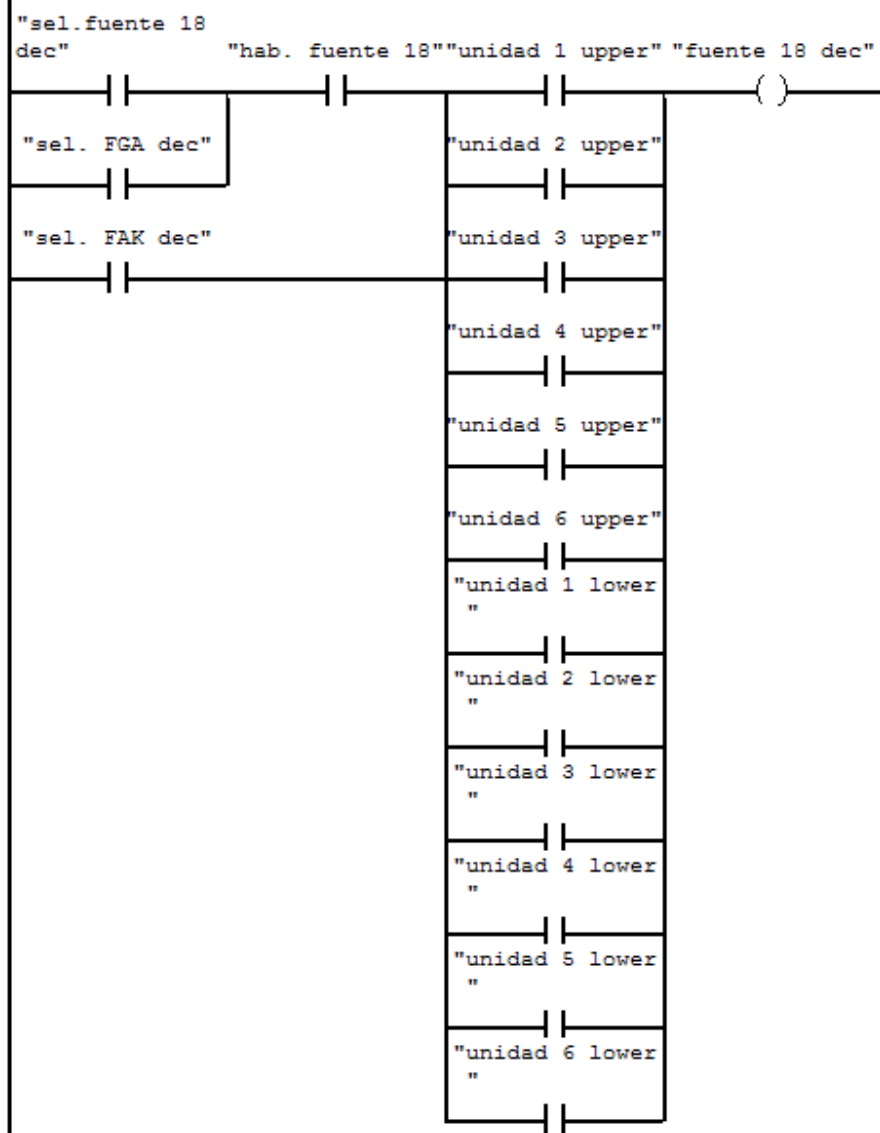 "sel.fuente 18
dec"
"hab. fuente 18"
"unidad 1 upper"
"fuente 18 dec"
"sel. FGA dec"
"unidad 2 upper"
"sel. FAK dec"
"unidad 3 upper"
"unidad 4 upper"
"unidad 5 upper"
"unidad 6 upper"
"unidad 1 lower
"
"unidad 2 lower
"
"unidad 3 lower
"
"unidad 4 lower
"
"unidad 5 lower
"
"unidad 6 lower
"